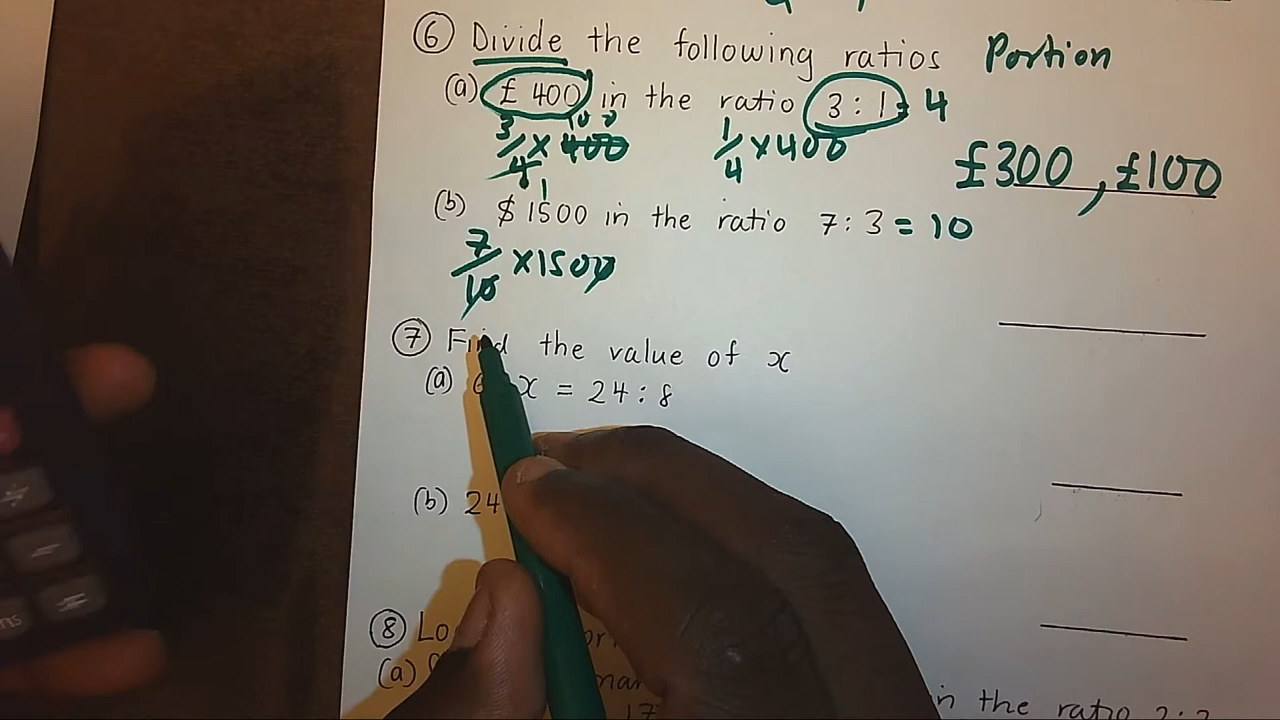 ⑥ Divide the following ratios Portion
(a) £ 400 in the ratio 3 : 1 = 4
3/4 × 400 1/4 × 400 £300 , £100
(b) $ 1500 in the ratio 7 : 3 = 10
7/10 × 1500
⑦ Find the value of x
(a) x = 24 : 8
(b) 24
⑧
(a) in the ratio
17